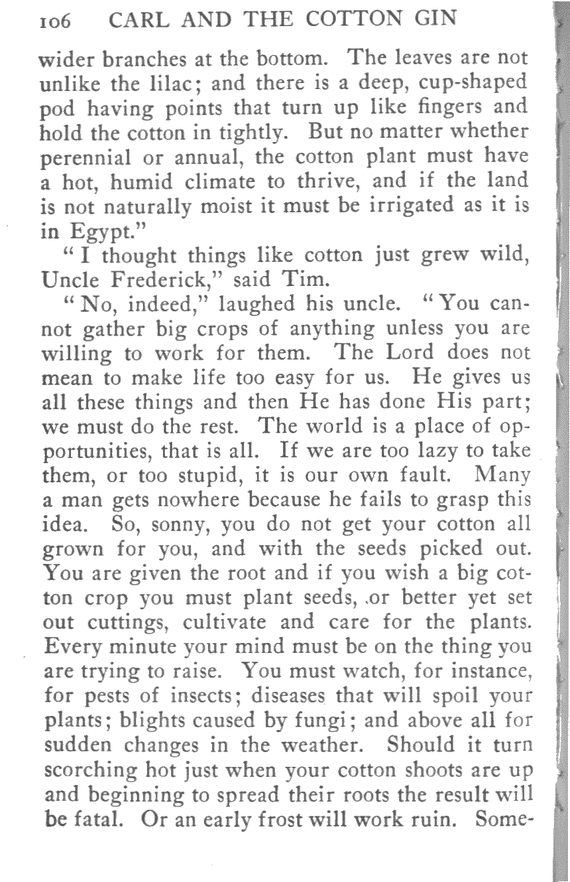 106 CARL AND THE COTTON GIN
wider branches at the bottom. The leaves are not
unlike the lilac; and there is a deep, cup-shaped
pod having points that turn up like fingers and
hold the cotton in tightly. But no matter whether
perennial or annual, the cotton plant must have
a hot, humid climate to thrive, and if the land
is not naturally moist it must be irrigated as it is
in Egypt.”
“ I thought things like cotton just grew wild,
Uncle Frederick,” said Tim.
“ No, indeed,” laughed his uncle. “ You can-
not gather big crops of anything unless you are
willing to work for them. The Lord does not
mean to make life too easy for us. He gives us
all these things and then He has done His part;
we must do the rest. The world is a place of op-
portunities, that is all. If we are too lazy to take
them, or too stupid, it is our own fault. Many
a man gets nowhere because he fails to grasp this
idea. So, sonny, you do not get your cotton all
grown for you, and with the seeds picked out.
You are given the root and if you wish a big cot-
ton crop you must plant seeds, .or better yet set
out cuttings, cultivate and care for the plants.
Every minute your mind must be on the thing you
are trying to raise. You must watch, for instance,
for pests of insects; diseases that will spoil your
plants; blights caused by fungi; and above all for
sudden changes in the weather. Should it turn
scorching hot just when your cotton shoots are up
and beginning to spread their roots the result will
be fatal. Or an early frost will work ruin. Some-